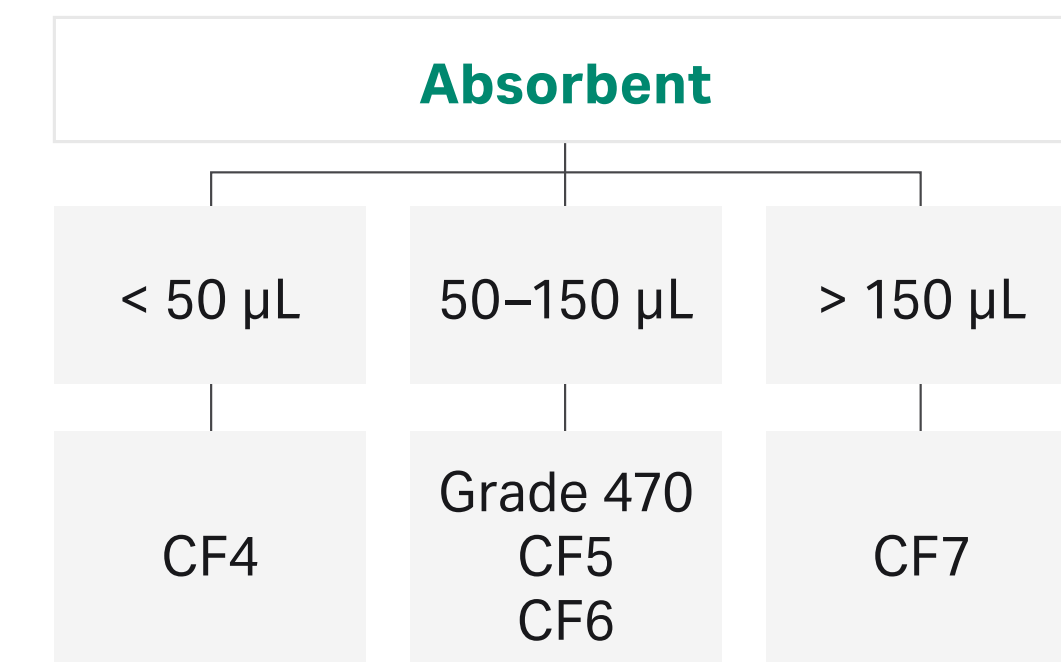 Absorbent
< 50 µL
50–150 µL
> 150 µL
CF4
Grade 470
CF5
CF6
CF7